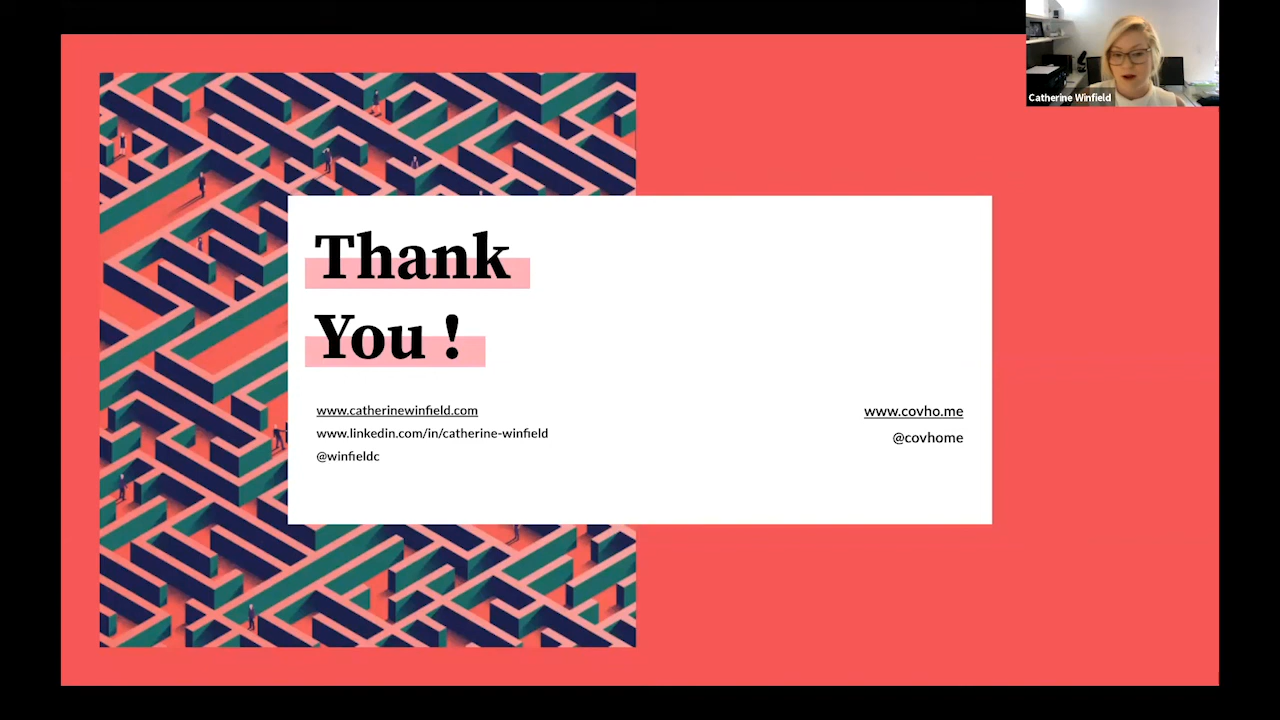 Catherine Winfield
Thank
You !
www.catherinewinfield.com
www.linkedin.com/in/catherine-winfield
@winfieldc
www.covho.me
@covhome